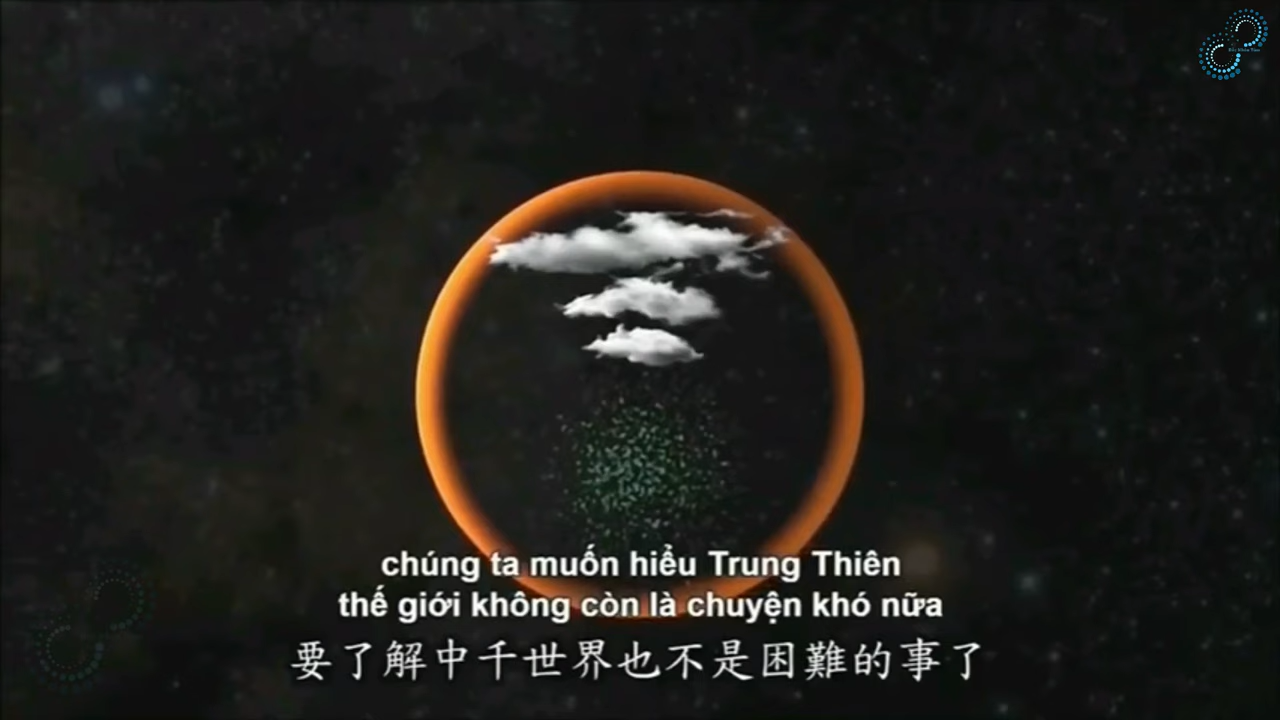 chúng ta muốn hiểu Trung Thiên
thế giới không còn là chuyện khó nữa
要了解中千世界也不是困難的事了